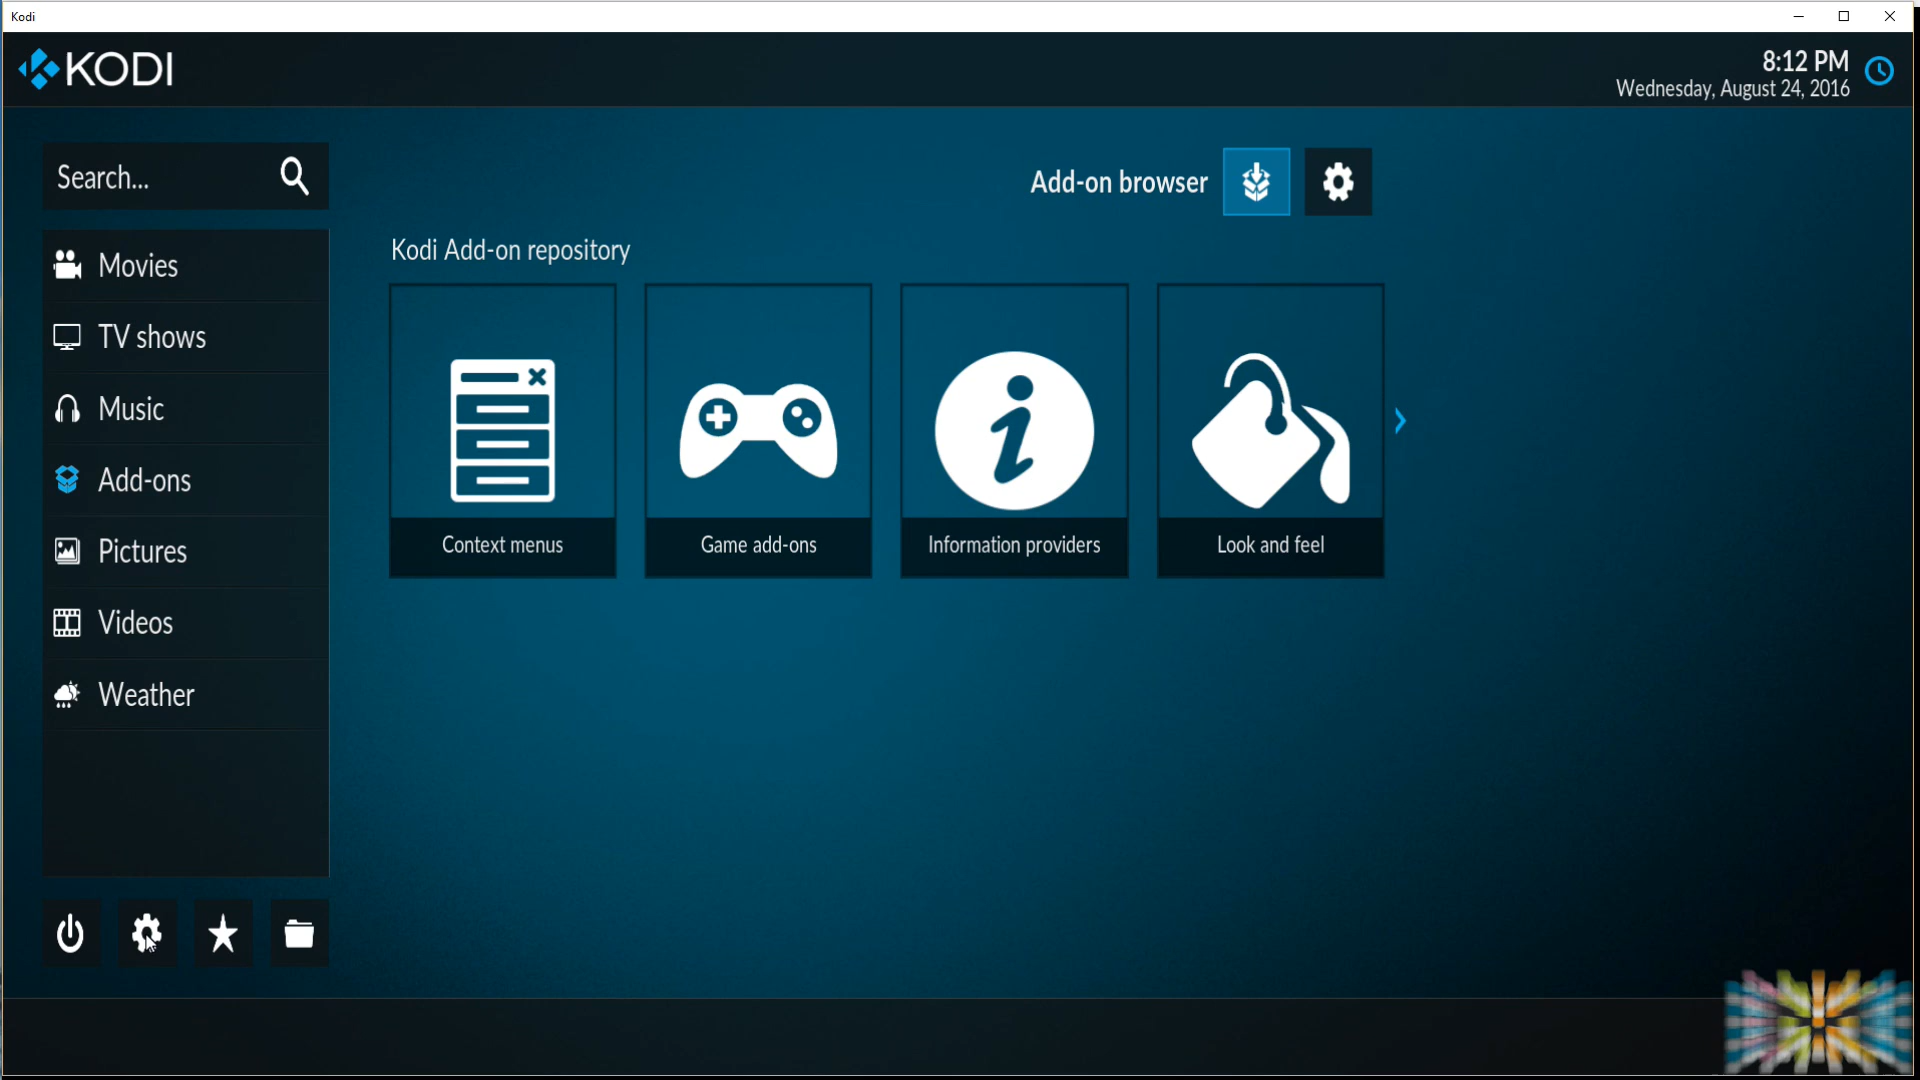 Kodi
KODI
8:12 PM
Wednesday, August 24, 2016
Search...
Add-on browser
Kodi Add-on repository
Movies
TV shows
Music
Add-ons
Pictures
Videos
Weather
Context menus
Game add-ons
Information providers
Look and feel